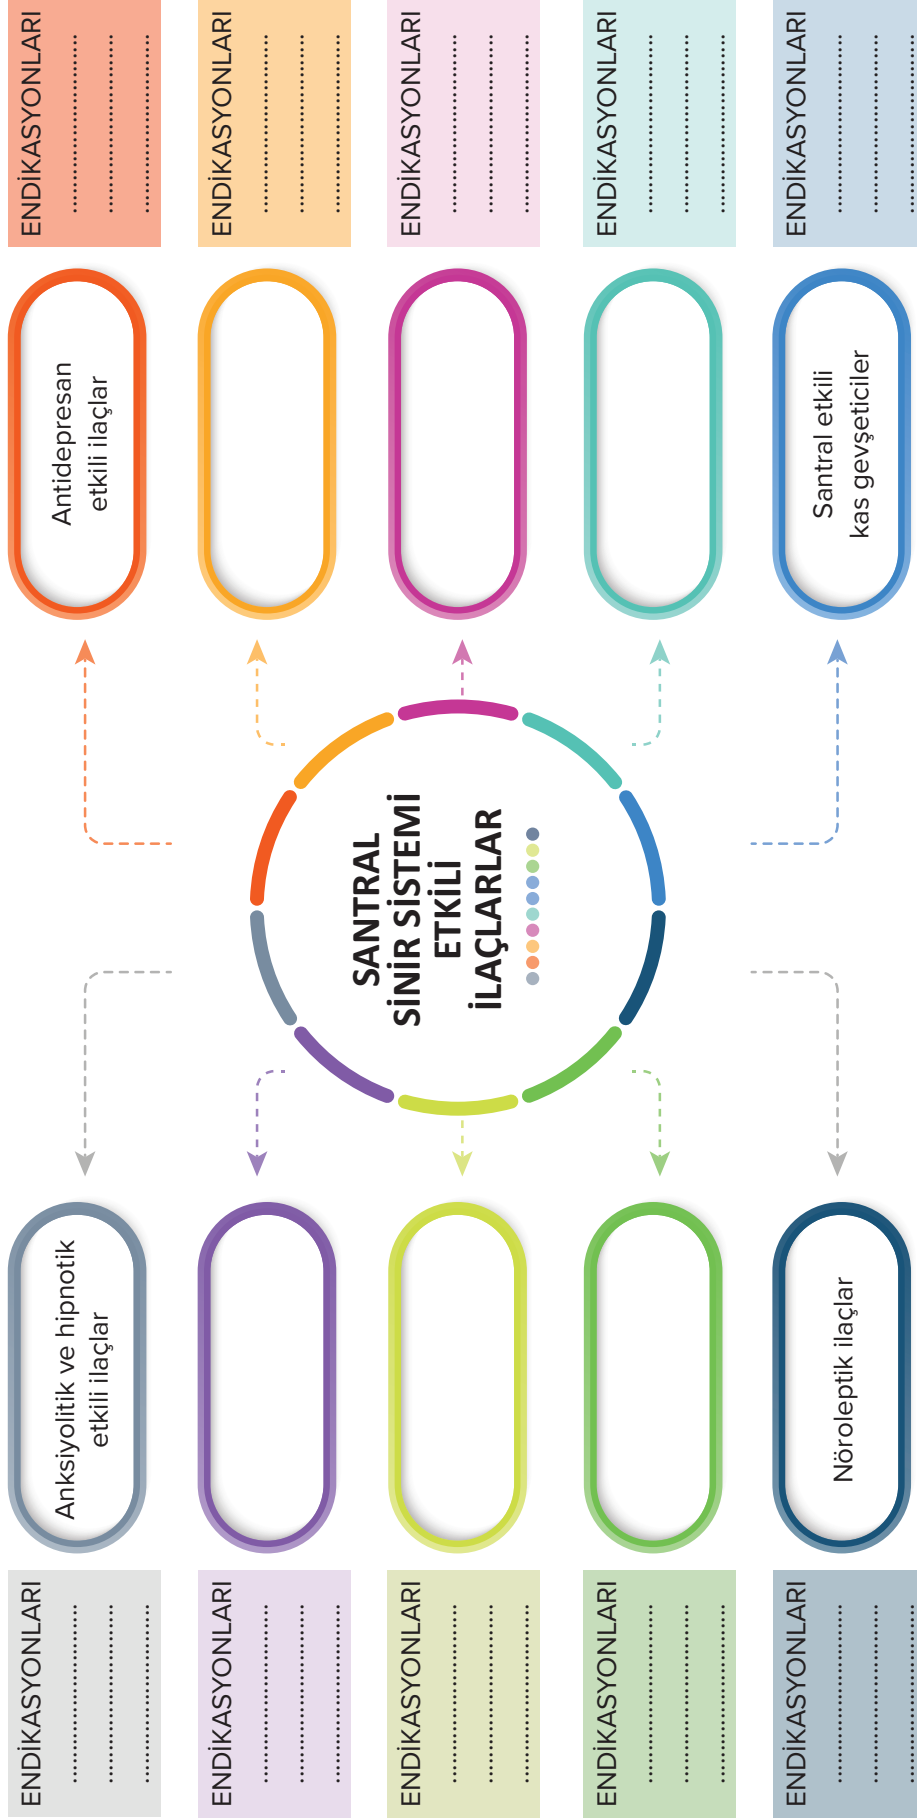 ENDİKASYONLARI
Anksiyolitik ve hipnotik
etkili ilaçlar
Antidepresan
etkili ilaçlar
ENDİKASYONLARI
ENDİKASYONLARI
ENDİKASYONLARI
SANTRAL
SİNİR SİSTEMİ
ETKİLİ
İLAÇLARLAR
ENDİKASYONLARI
ENDİKASYONLARI
ENDİKASYONLARI
ENDİKASYONLARI
ENDİKASYONLARI
Nöroleptik ilaçlar
Santral etkili
kas gevşeticiler
ENDİKASYONLARI